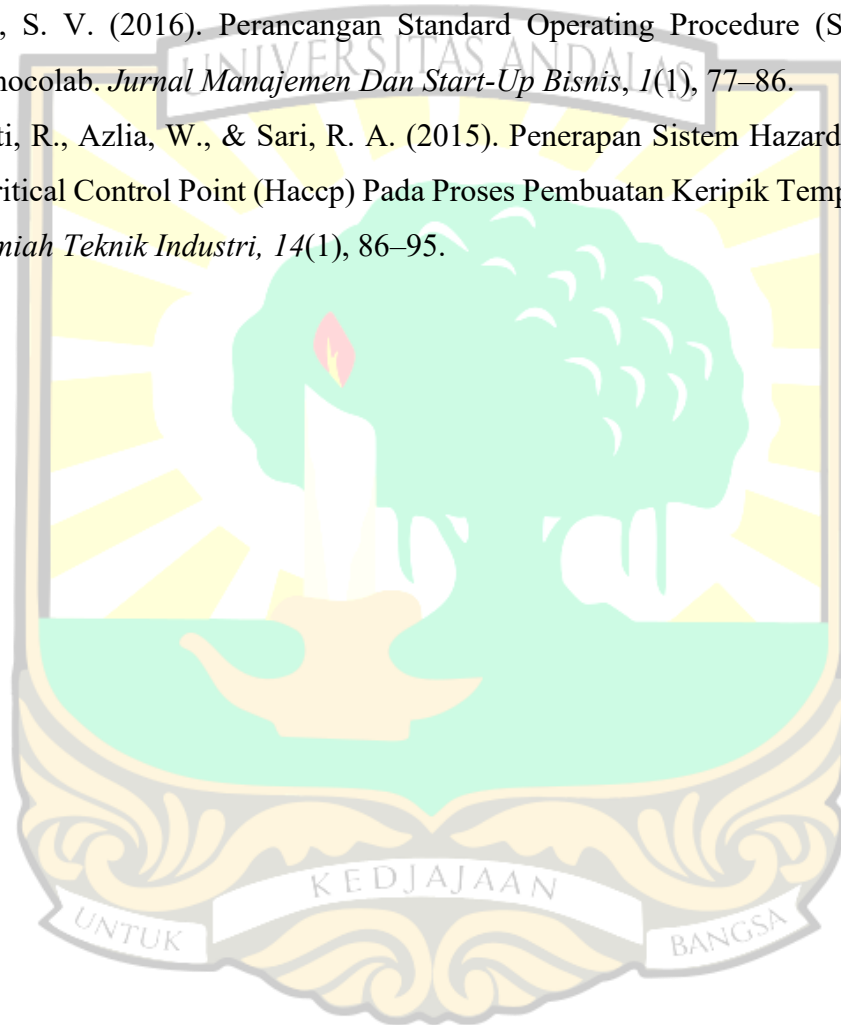 , S. V. (2016). Perancangan Standard Operating Procedure (S
nocolab. Jurnal Manajemen Dan Start-Up Bisnis, 1(1), 77–86.
UNIVERSITAS ANDALAS
ti, R., Azlia, W., & Sari, R. A. (2015). Penerapan Sistem Hazard
ritical Control Point (Haccp) Pada Proses Pembuatan Keripik Temp
miah Teknik Industri, 14(1), 86–95.
KEDJAJAAN
UNTUK
BANGSA